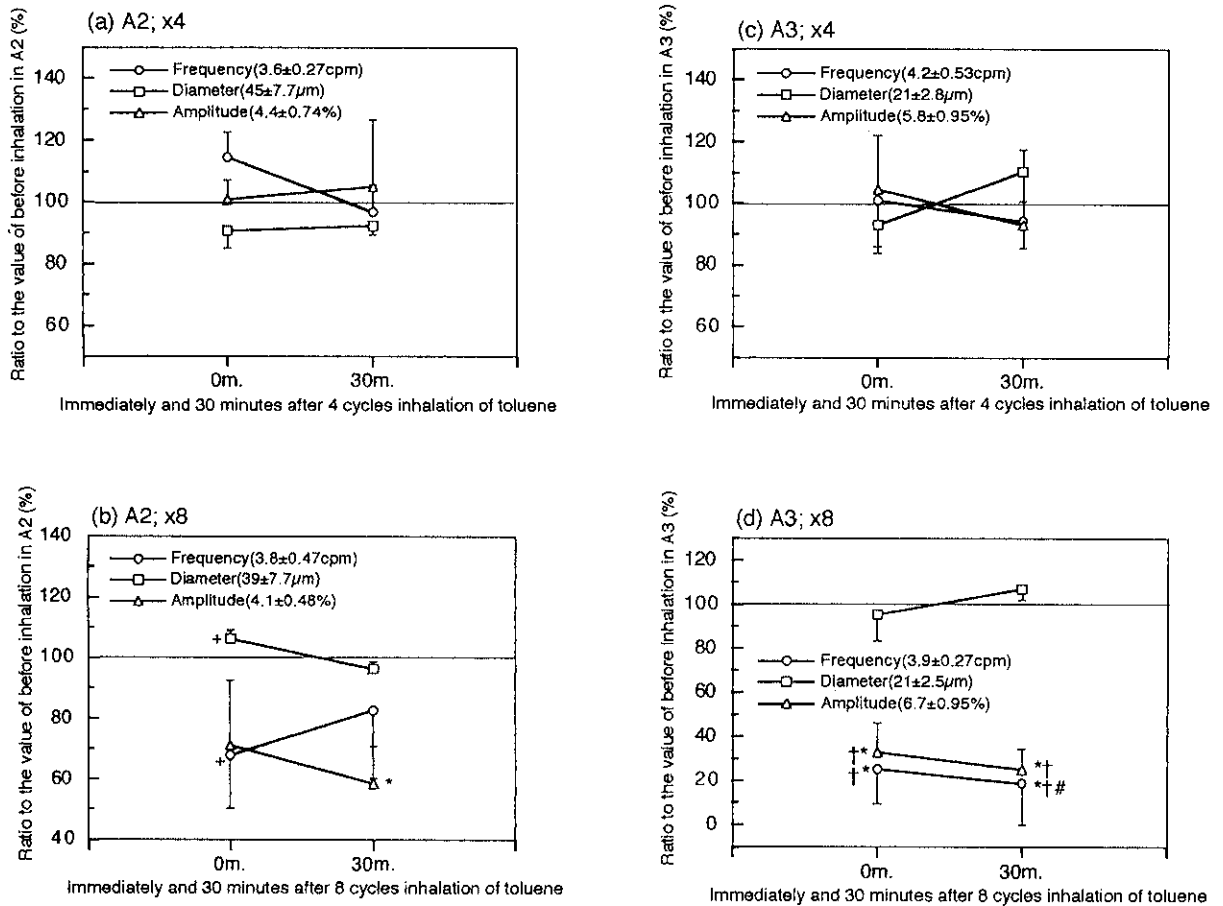 (a) A2; x4
Ratio to the value of before inhalation in A2 (%)
140
120
100
80
60
Frequency(3.6±0.27cpm)
Diameter(45±7.7µm)
Amplitude(4.4±0.74%)
0m.
30m.
Immediately and 30 minutes after 4 cycles inhalation of toluene
(c) A3; x4
Ratio to the value of before inhalation in A3 (%)
140
120
100
80
60
Frequency(4.2±0.53cpm)
Diameter(21±2.8µm)
Amplitude(5.8±0.95%)
0m.
30m.
Immediately and 30 minutes after 4 cycles inhalation of toluene
(b) A2; x8
Ratio to the value of before inhalation in A2 (%)
140
120
100
80
60
40
Frequency(3.8±0.47cpm)
Diameter(39±7.7µm)
Amplitude(4.1±0.48%)
+
+
*
0m.
30m.
Immediately and 30 minutes after 8 cycles inhalation of toluene
(d) A3; x8
Ratio to the value of before inhalation in A3 (%)
120
100
80
60
40
20
0
Frequency(3.9±0.27cpm)
Diameter(21±2.5µm)
Amplitude(6.7±0.95%)
†*
*†
†*
*†#
0m.
30m.
Immediately and 30 minutes after 8 cycles inhalation of toluene